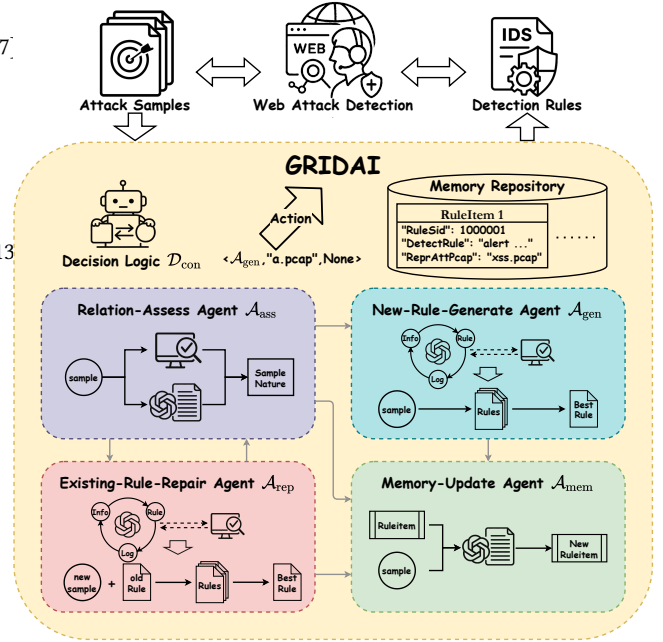 7]
WEB
IDS
Attack Samples
Web Attack Detection
Detection Rules
GRIDAI
Action
Decision Logic 𝒟con
<𝒜gen,"a.pcap",None>
Memory Repository
RuleItem 1
"RuleSid": 1000001
"DetectRule": "alert ..."
"ReprAttPcap": "xss.pcap"
......
13
Relation-Assess Agent 𝒜ass
sample
Sample
Nature
New-Rule-Generate Agent 𝒜gen
Info
Rule
Log
sample
Rules
Best
Rule
Existing-Rule-Repair Agent 𝒜rep
Info
Rule
Log
new
sample
+
old
Rule
Rules
Best
Rule
Memory-Update Agent 𝒜mem
Ruleitem
sample
New
Ruleitem